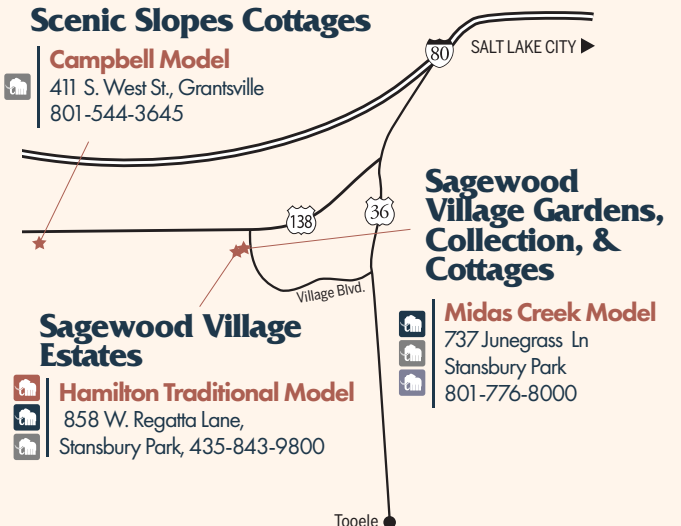 Scenic Slopes Cottages
Campbell Model
411 S. West St., Grantsville
801-544-3645
80
SALT LAKE CITY
138
36
Village Blvd.
Sagewood
Village Gardens,
Collection, &
Cottages
Midas Creek Model
737 Junegrass Ln
Stansbury Park
801-776-8000
Sagewood Village
Estates
Hamilton Traditional Model
858 W. Regatta Lane,
Stansbury Park, 435-843-9800
Tooele